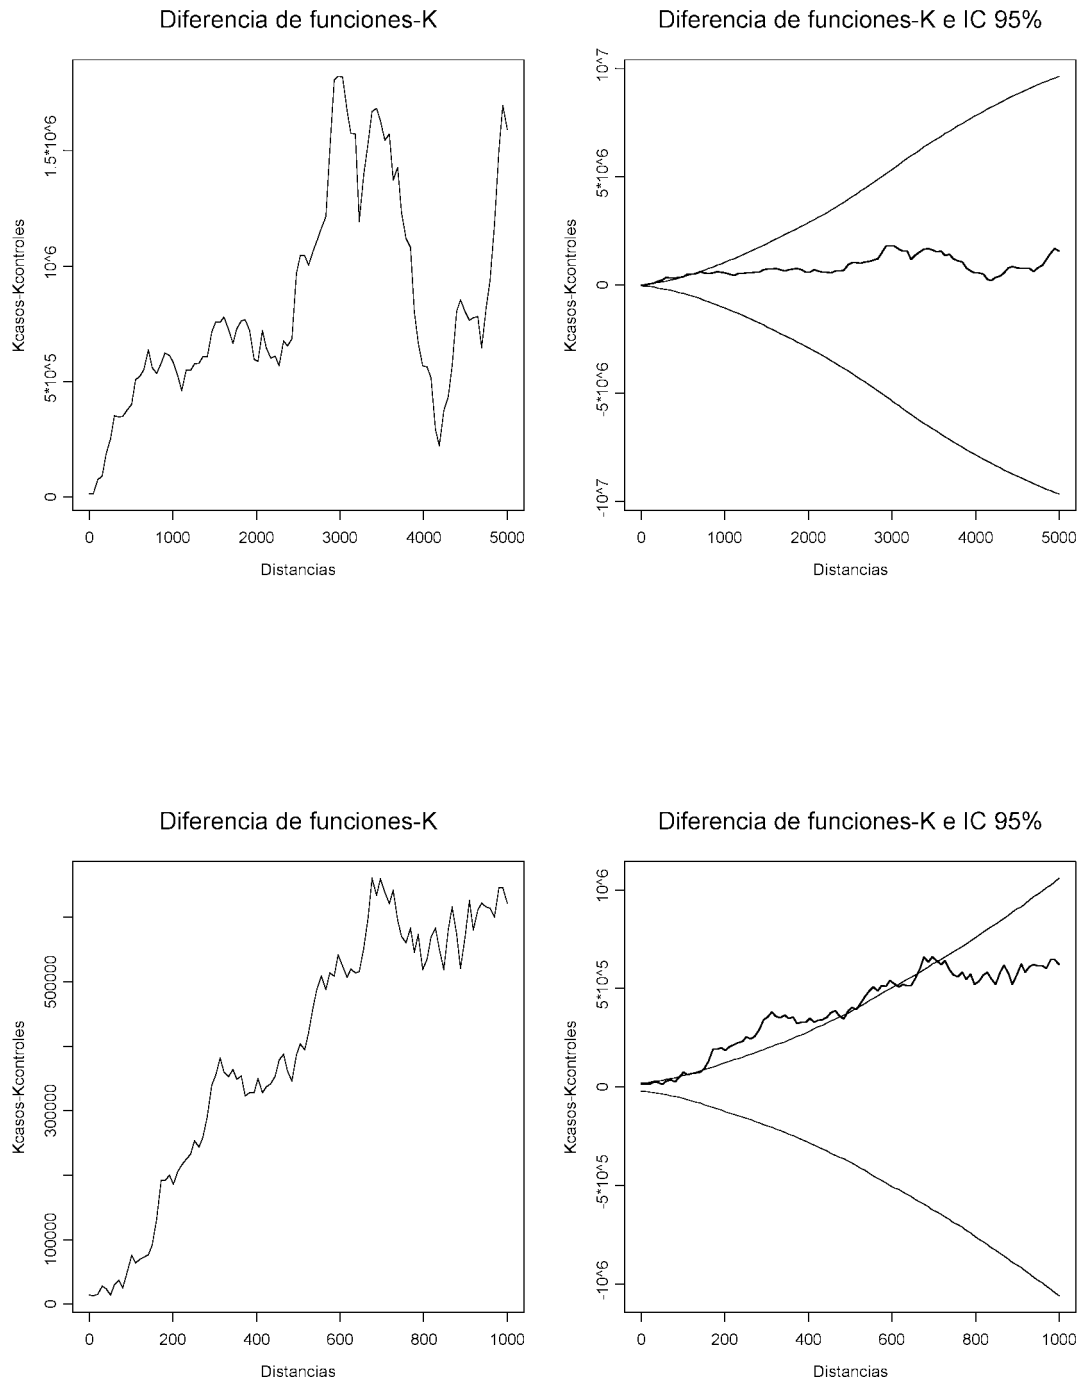 Diferencia de funciones-K
Kcasos-Kcontroles
1.5*10^6
10^6
5*10^5
0
0 1000 2000 3000 4000 5000
Distancias
Diferencia de funciones-K e IC 95%
Kcasos-Kcontroles
10^7
5*10^6
0
-5*10^6
-10^7
0 1000 2000 3000 4000 5000
Distancias
Diferencia de funciones-K
Kcasos-Kcontroles
500000
300000
100000
0
0 200 400 600 800 1000
Distancias
Diferencia de funciones-K e IC 95%
Kcasos-Kcontroles
10^6
5*10^5
0
-5*10^5
-10^6
0 200 400 600 800 1000
Distancias